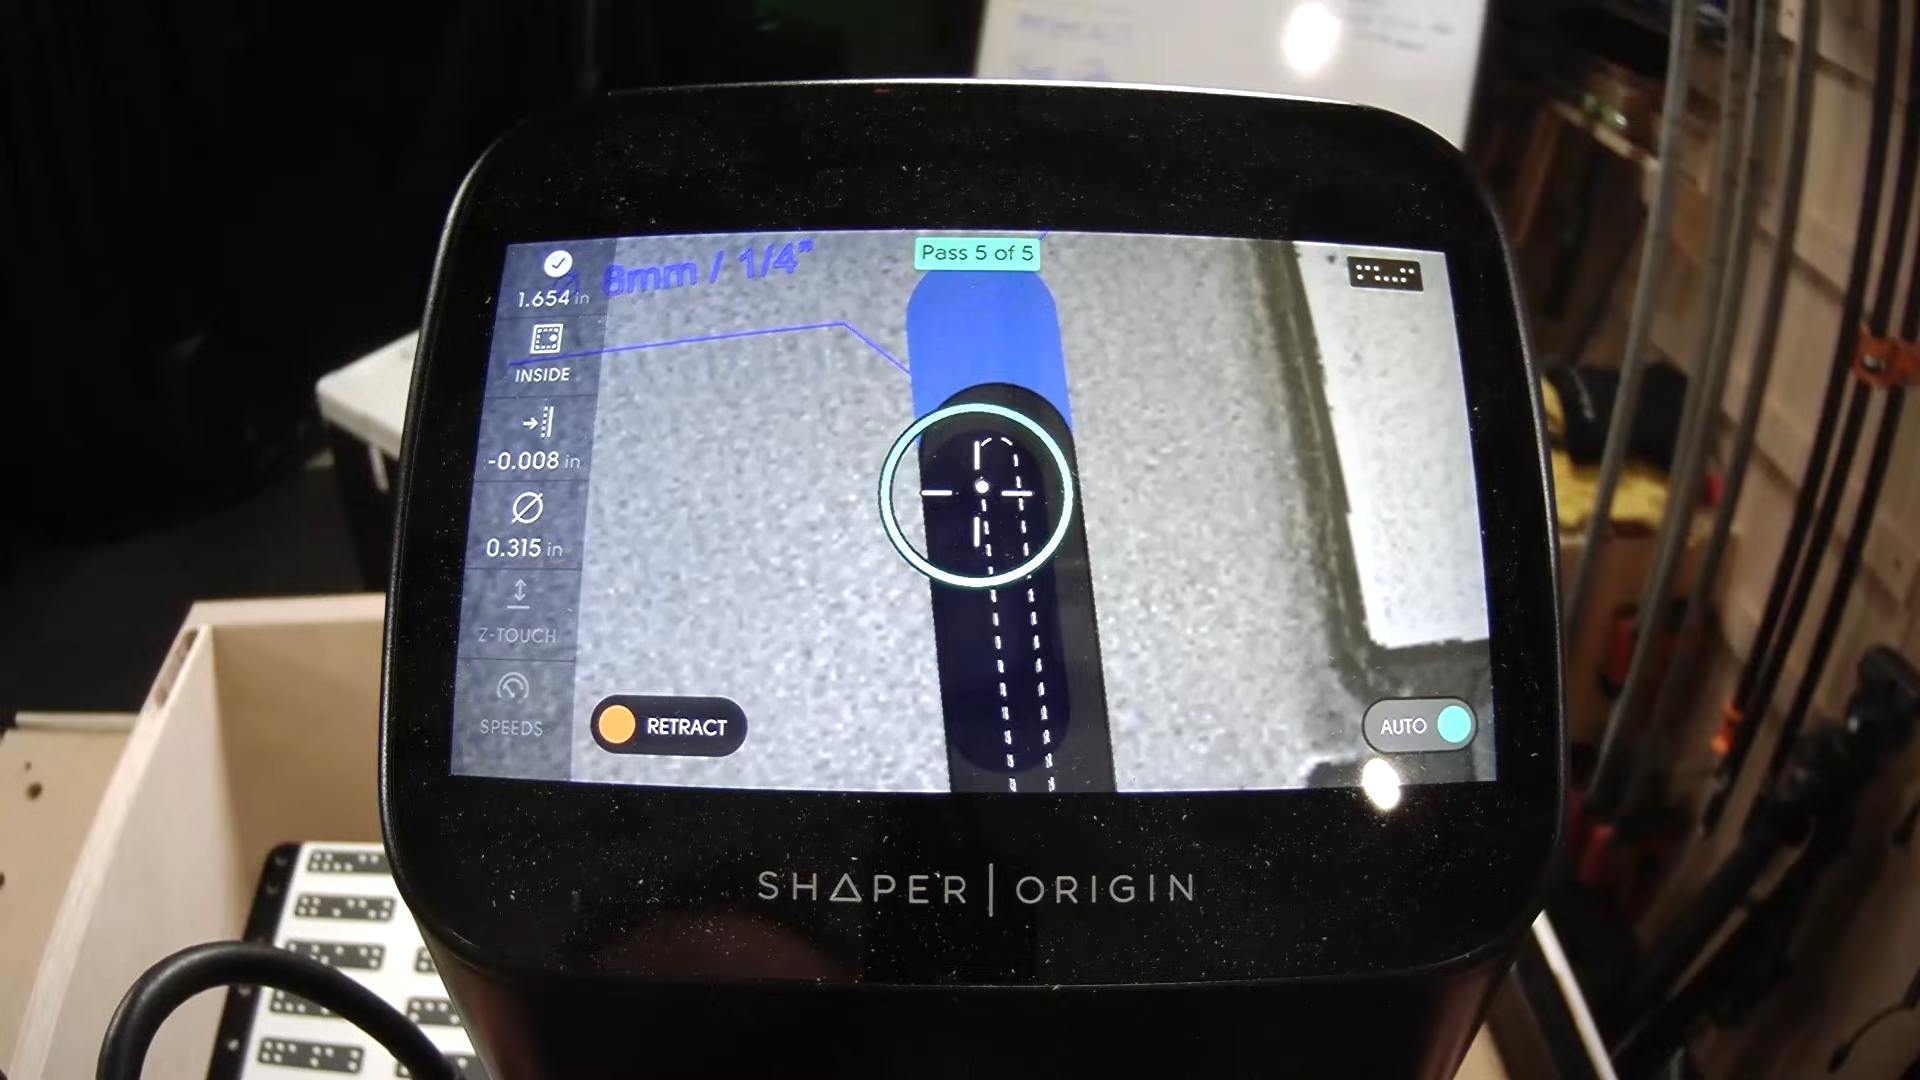 Pass 5 of 5
8mm / 1/4"
1.654 in
INSIDE
-0.008 in
0.315 in
Z-TOUCH
SPEEDS
RETRACT
AUTO
SHAPER | ORIGIN